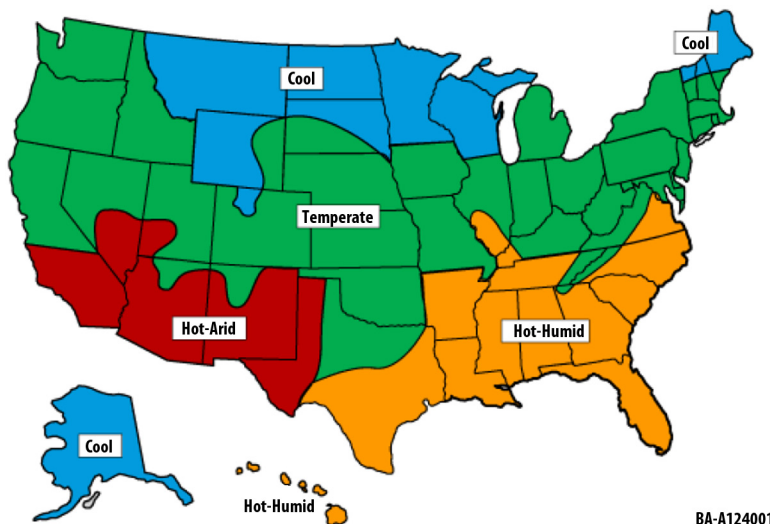 Cool
Cool
Temperate
Hot-Arid
Hot-Humid
Cool
Hot-Humid
BA-A124001